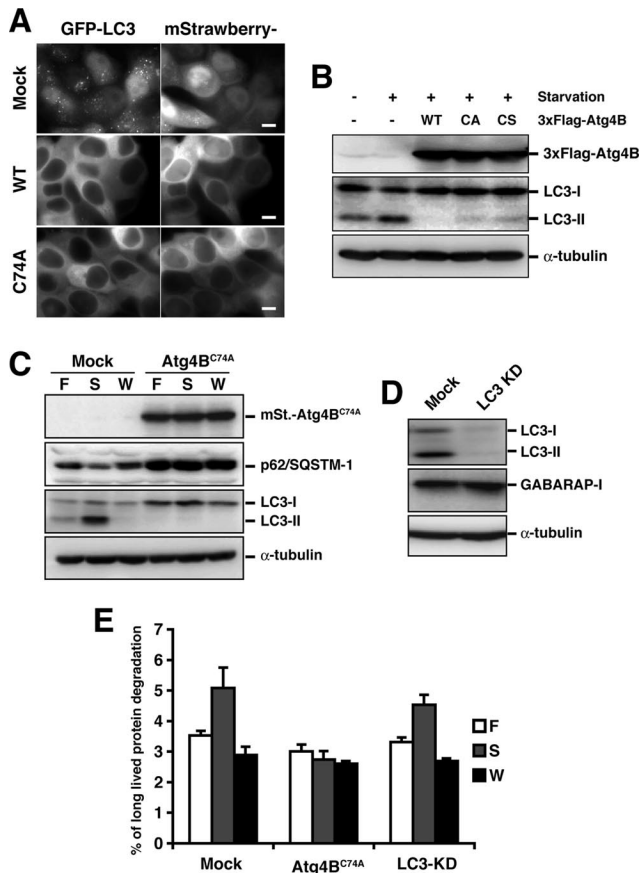 A
GFP-LC3 mStrawberry-
Mock
WT
C74A
B
- + + + + Starvation
- - WT CA CS 3xFlag-Atg4B
3xFlag-Atg4B
LC3-I
LC3-II
α-tubulin
C
Mock Atg4B^C74A
F S W F S W
mSt.-Atg4B^C74A
p62/SQSTM-1
LC3-I
LC3-II
α-tubulin
D
Mock LC3 KD
LC3-I
LC3-II
GABARAP-I
α-tubulin
E
% of long lived protein degradation
7
6
5
4
3
2
1
0
Mock Atg4B^C74A LC3-KD
F
S
W